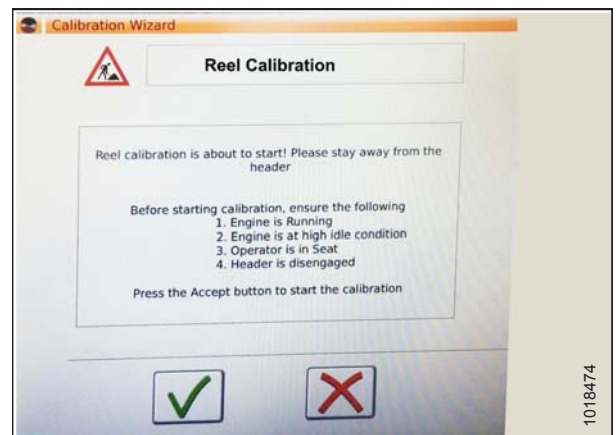 Calibration Wizard
Reel Calibration
Reel calibration is about to start! Please stay away from the
header
Before starting calibration, ensure the following
1. Engine is Running
2. Engine is at high idle condition
3. Operator is in Seat
4. Header is disengaged
Press the Accept button to start the calibration
1018474